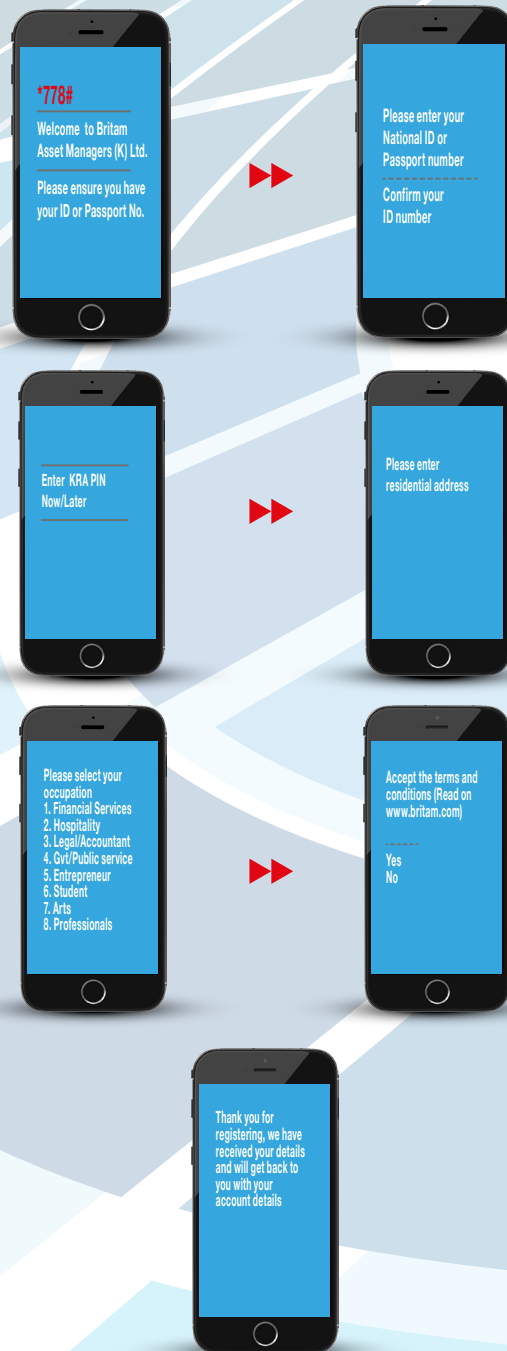 *778#
Welcome to Britam
Asset Managers (K) Ltd.
Please ensure you have
your ID or Passport No.
Please enter your
National ID or
Passport number
Confirm your
ID number
Enter KRA PIN
Now/Later
Please enter
residential address
Please select your
occupation
1. Financial Services
2. Hospitality
3. Legal/Accountant
4. Gvt/Public service
5. Entrepreneur
6. Student
7. Arts
8. Professionals
Accept the terms and
conditions (Read on
www.britam.com)
Yes
No
Thank you for
registering, we have
received your details
and will get back to
you with your
account details